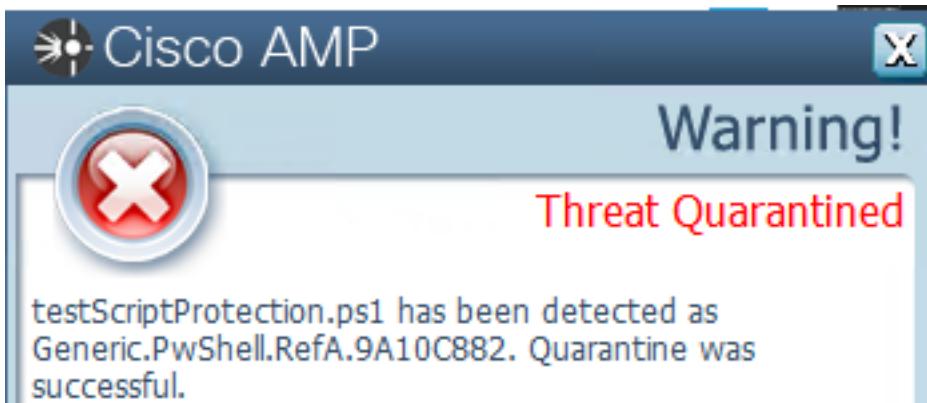 Cisco AMP
X
Warning!
Threat Quarantined
testScriptProtection.ps1 has been detected as
Generic.PwShell.RefA.9A10C882. Quarantine was
successful.